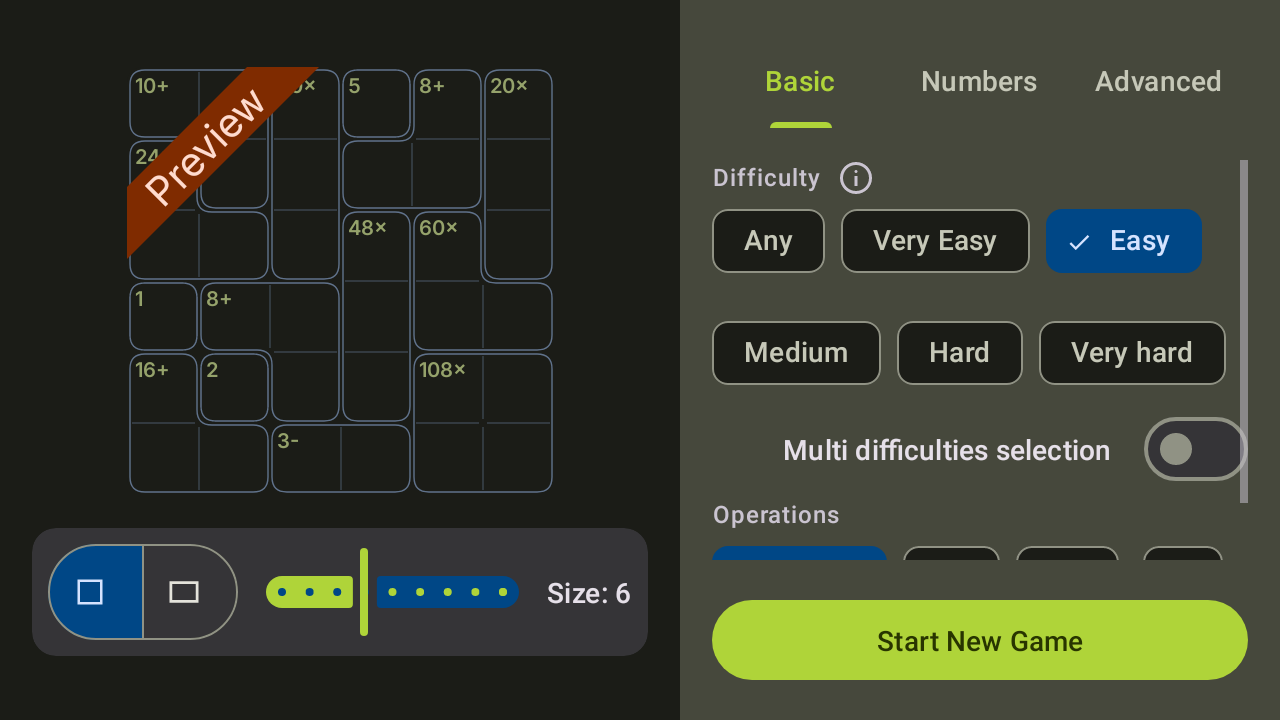 10+ 5 8+ 20×
24
Preview
48× 60×
1 8+
16+ 2 108×
3-
Size: 6
Basic Numbers Advanced
Difficulty
Any Very Easy Easy
Medium Hard Very hard
Multi difficulties selection
Operations
Start New Game